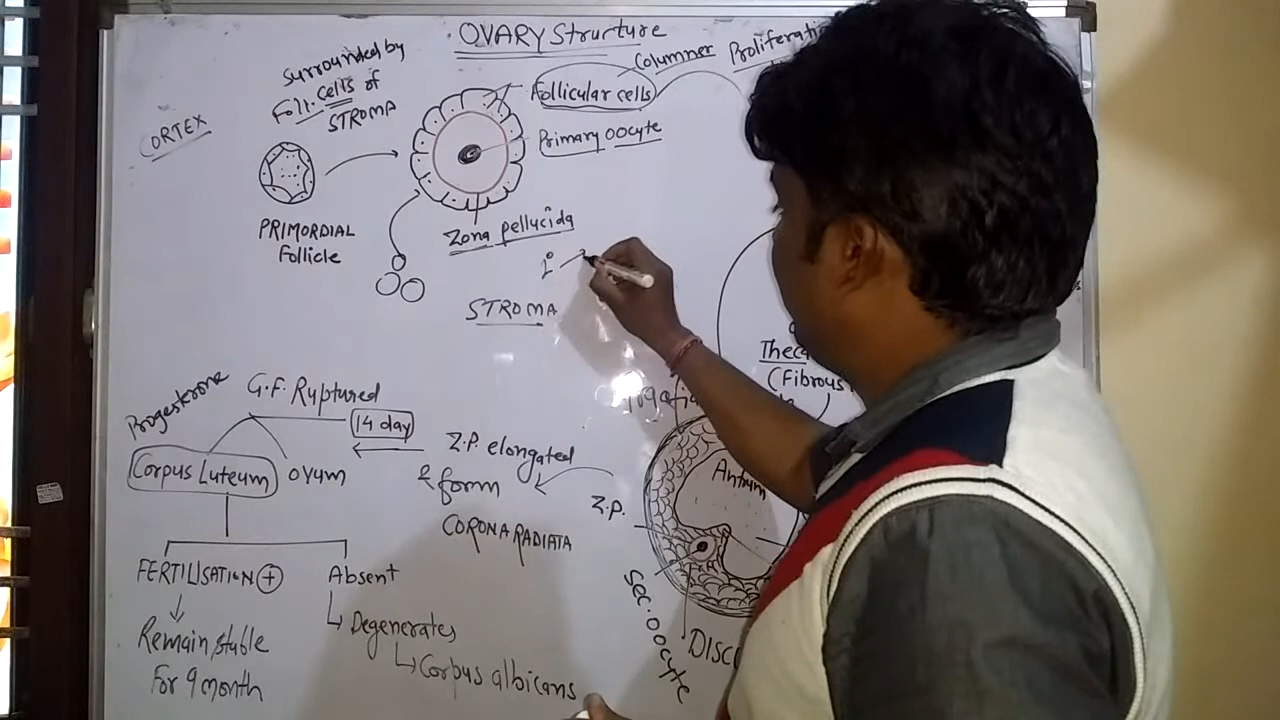 OVARY Structure
Columner
Proliferati
Surrounded by
Foll. cells of
STROMA
Follicular cells
CORTEX
Primary oocyte
PRIMORDIAL
Follicle
Zona pellucida
1°
STROMA
Theca
(Fibrous
Progesterone
G.F. Ruptured
14 day
Z.P. elongated
& form
CORONA RADIATA
Corpus Luteum
Ovum
Antrum
Z.P.
FERTILISATION +
Absent
Remain stable
For 9 month
Degenerates
Corpus albicans
Sec. oocyte
DISC